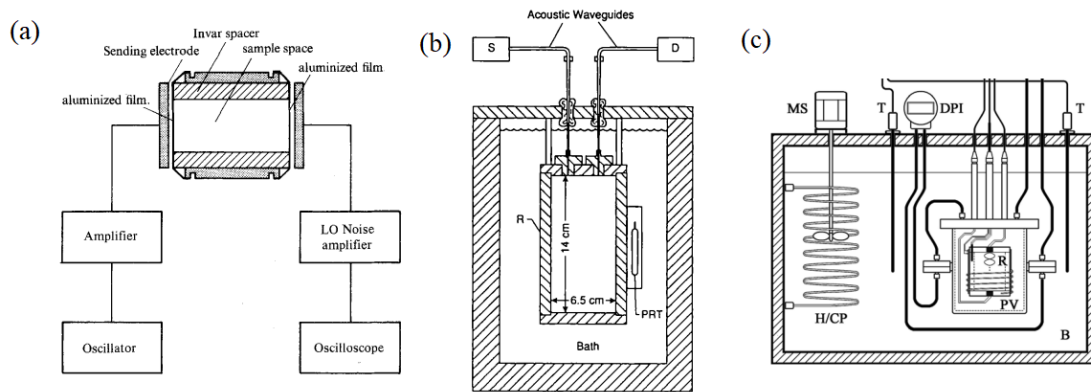 (a)
Invar spacer
Sending electrode
sample space
aluminized film.
aluminized film
Amplifier
LO Noise
amplifier
Oscillator
Oscilloscope
(b)
Acoustic Waveguides
S
D
R
14 cm
6.5 cm
PRT
Bath
(c)
MS
T
DPI
T
R
PV
H/CP
B